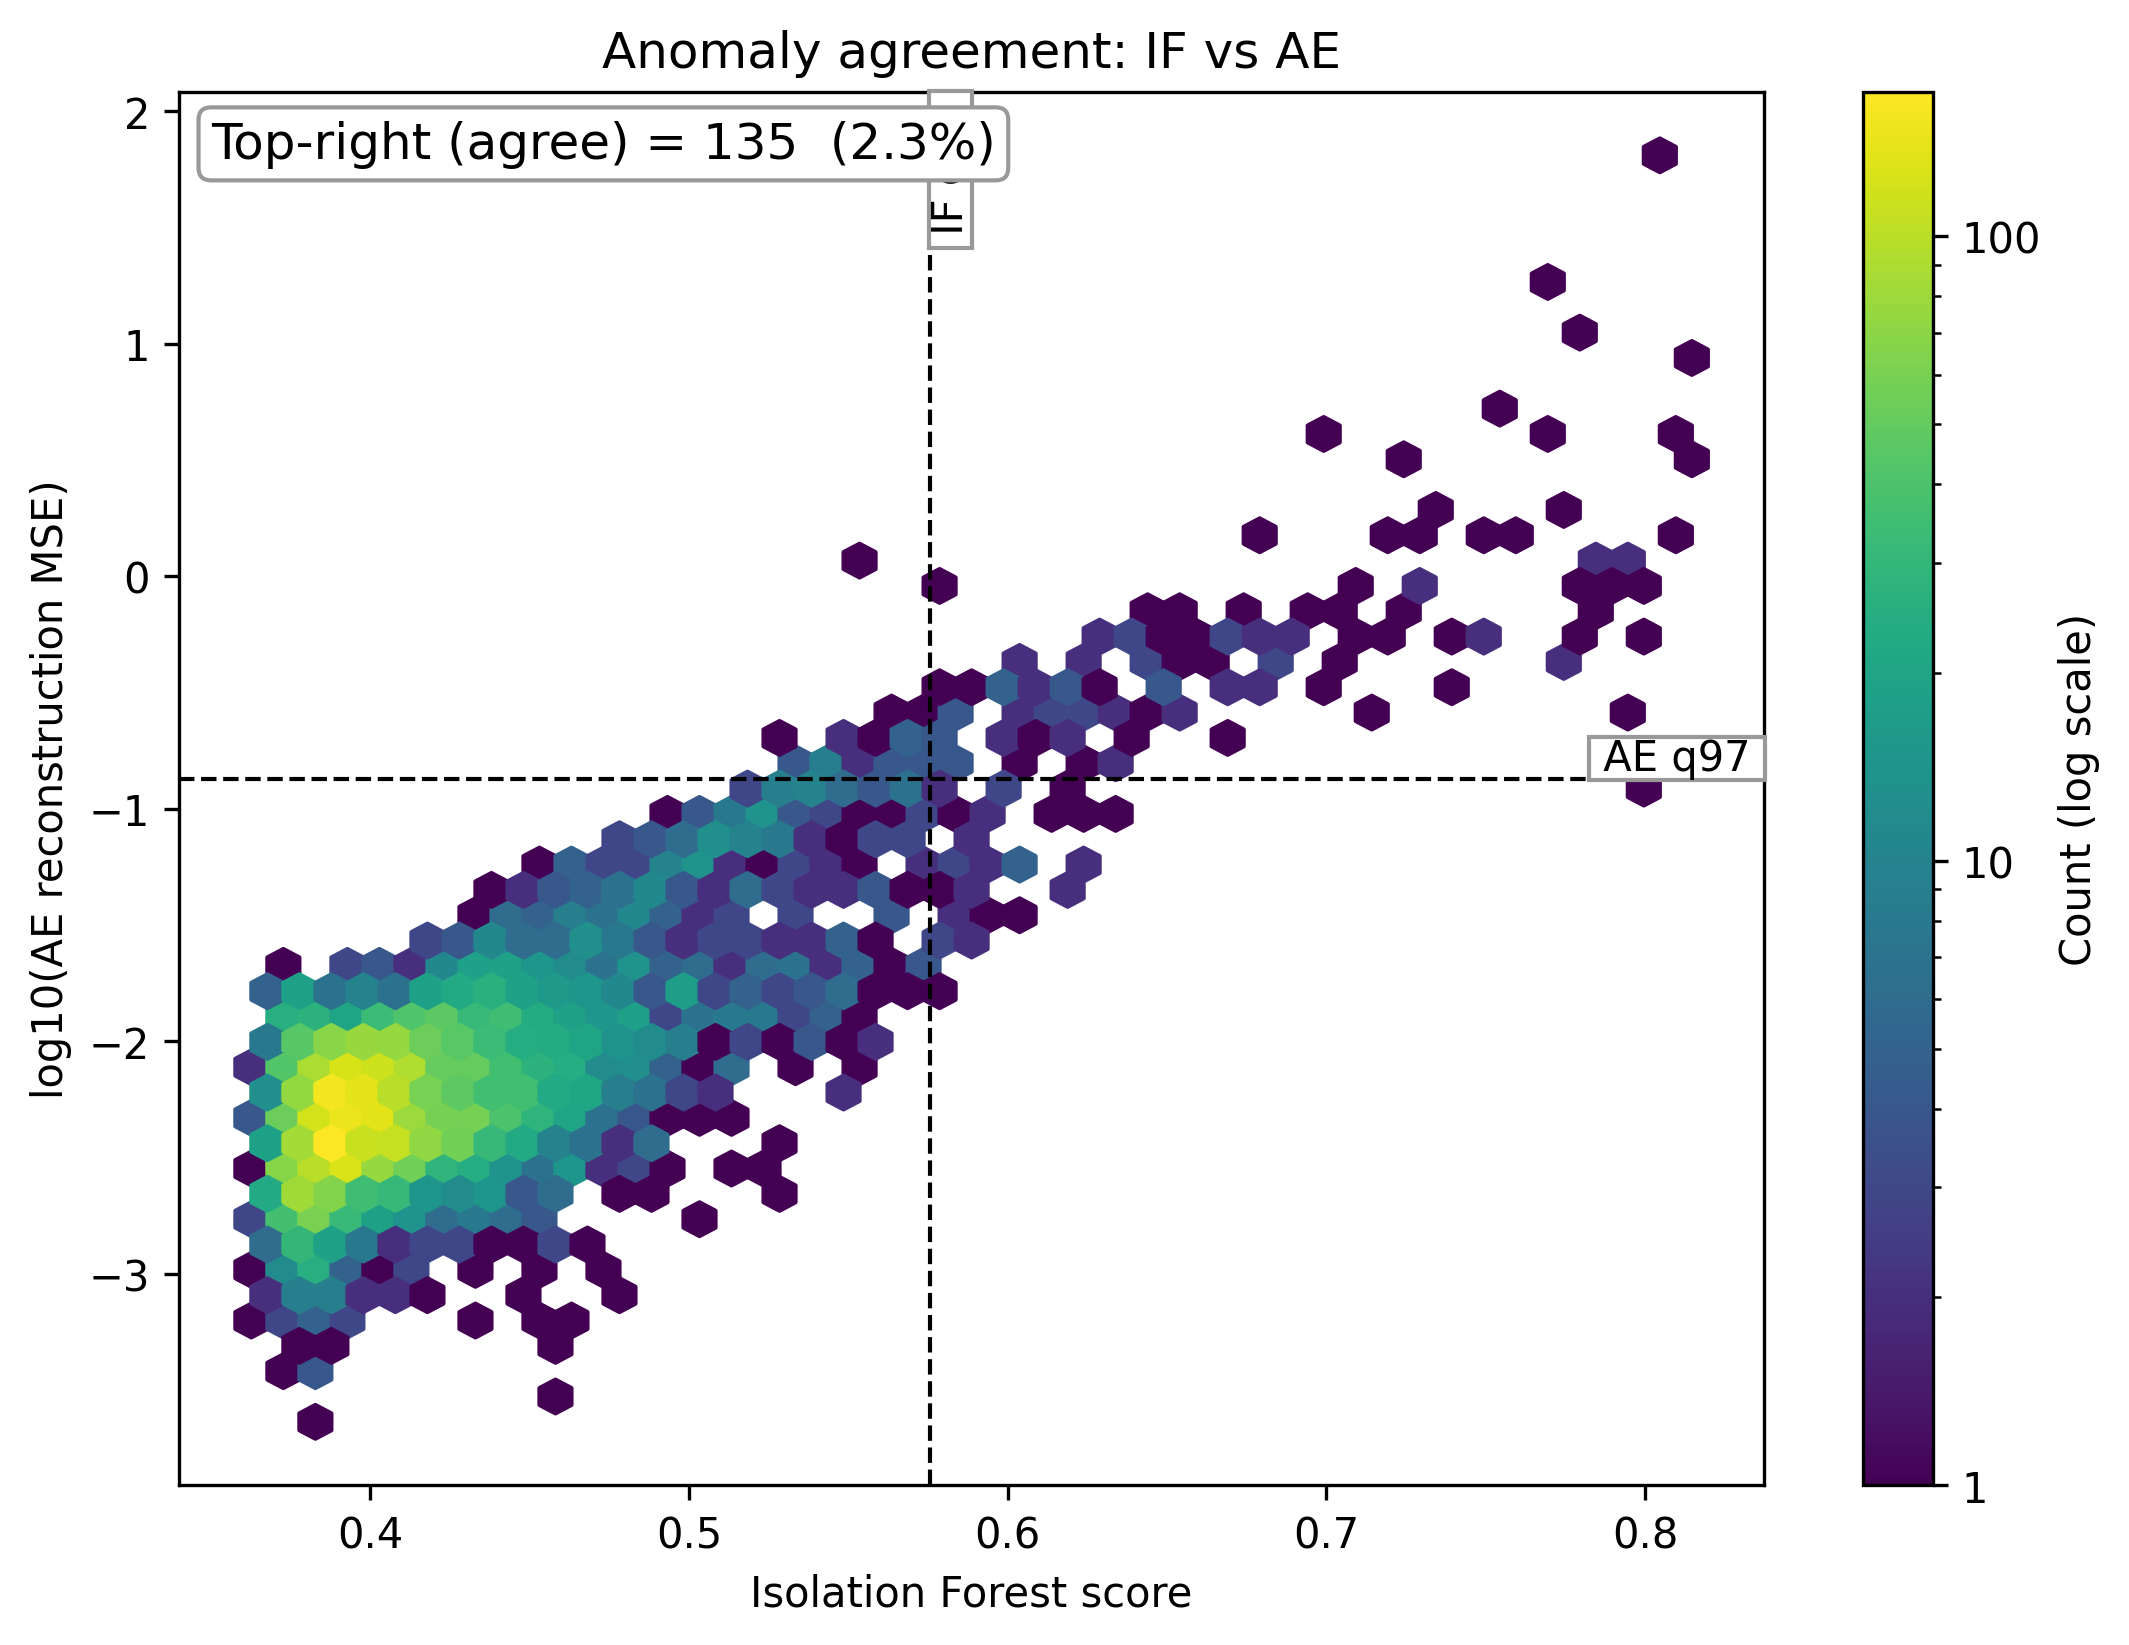 Anomaly agreement: IF vs AE
Top-right (agree) = 135 (2.3%)
IF
AE q97
2
1
0
−1
−2
−3
log10(AE reconstruction MSE)
0.4
0.5
0.6
0.7
0.8
Isolation Forest score
100
10
1
Count (log scale)